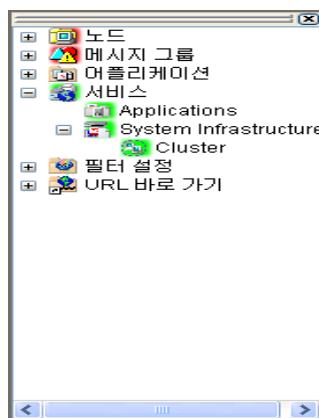 노드
메시지 그룹
어플리케이션
서비스
Applications
System Infrastructure
Cluster
필터 설정
URL 바로 가기